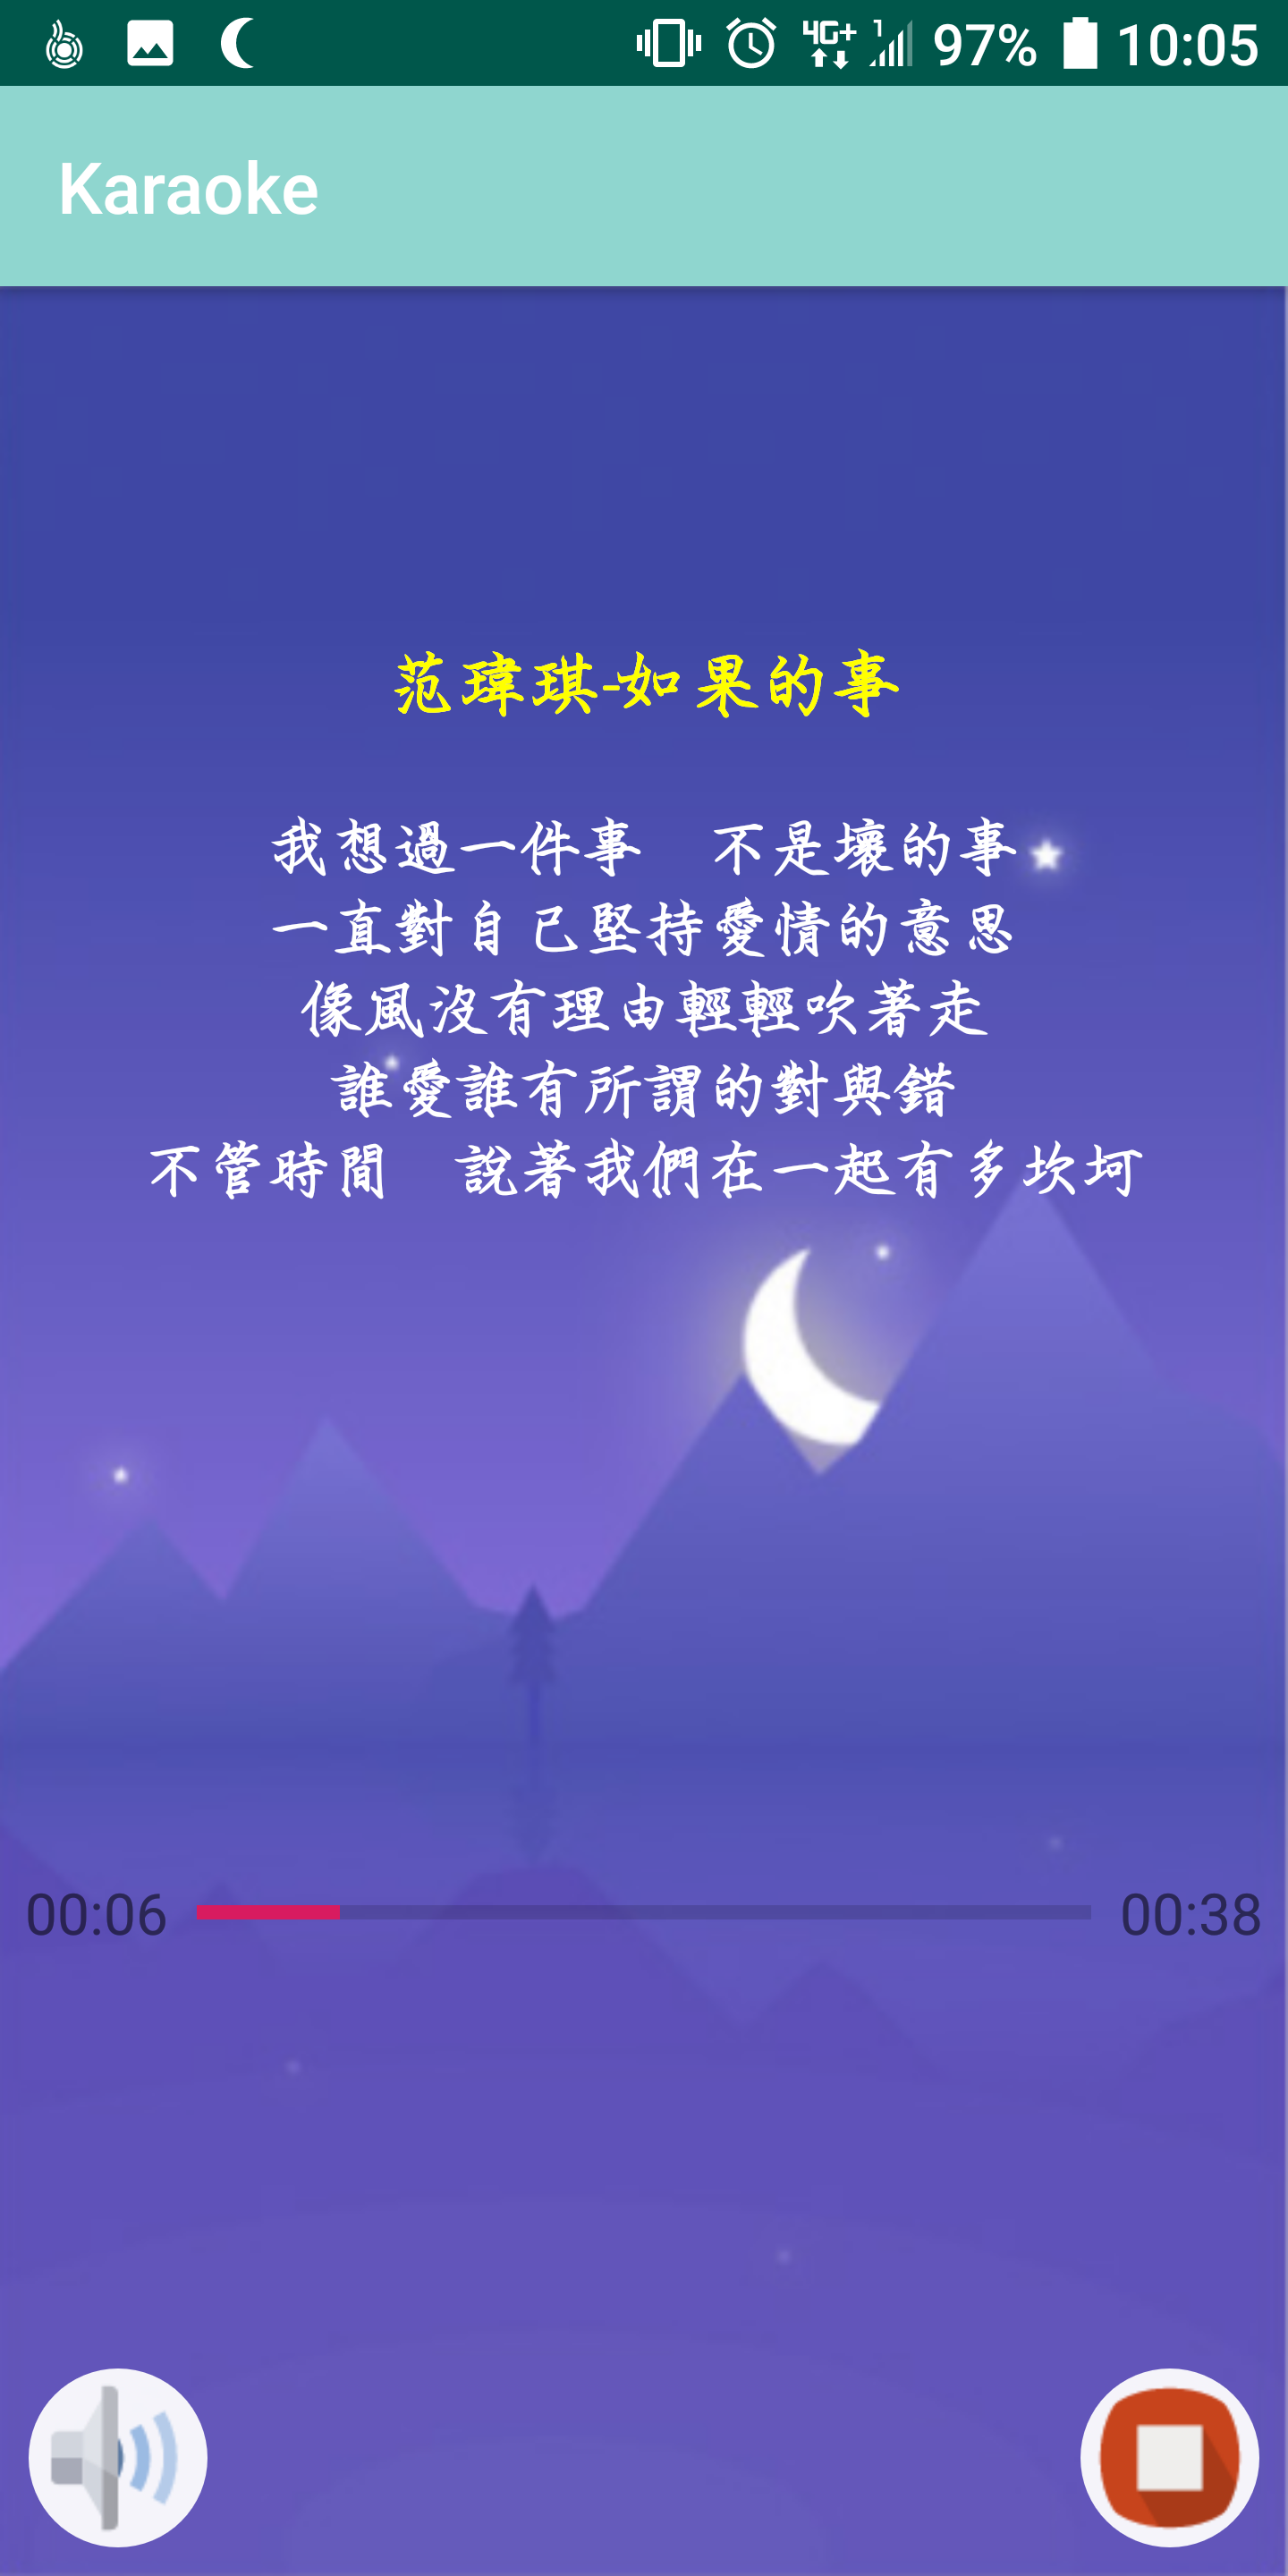 4G+ 1 97% 10:05
Karaoke
范瑋琪-如果的事
我想過一件事　不是壞的事
一直對自己堅持愛情的意思
像風沒有理由輕輕吹著走
誰愛誰有所謂的對與錯
不管時間　說著我們在一起有多坎坷
00:06 00:38